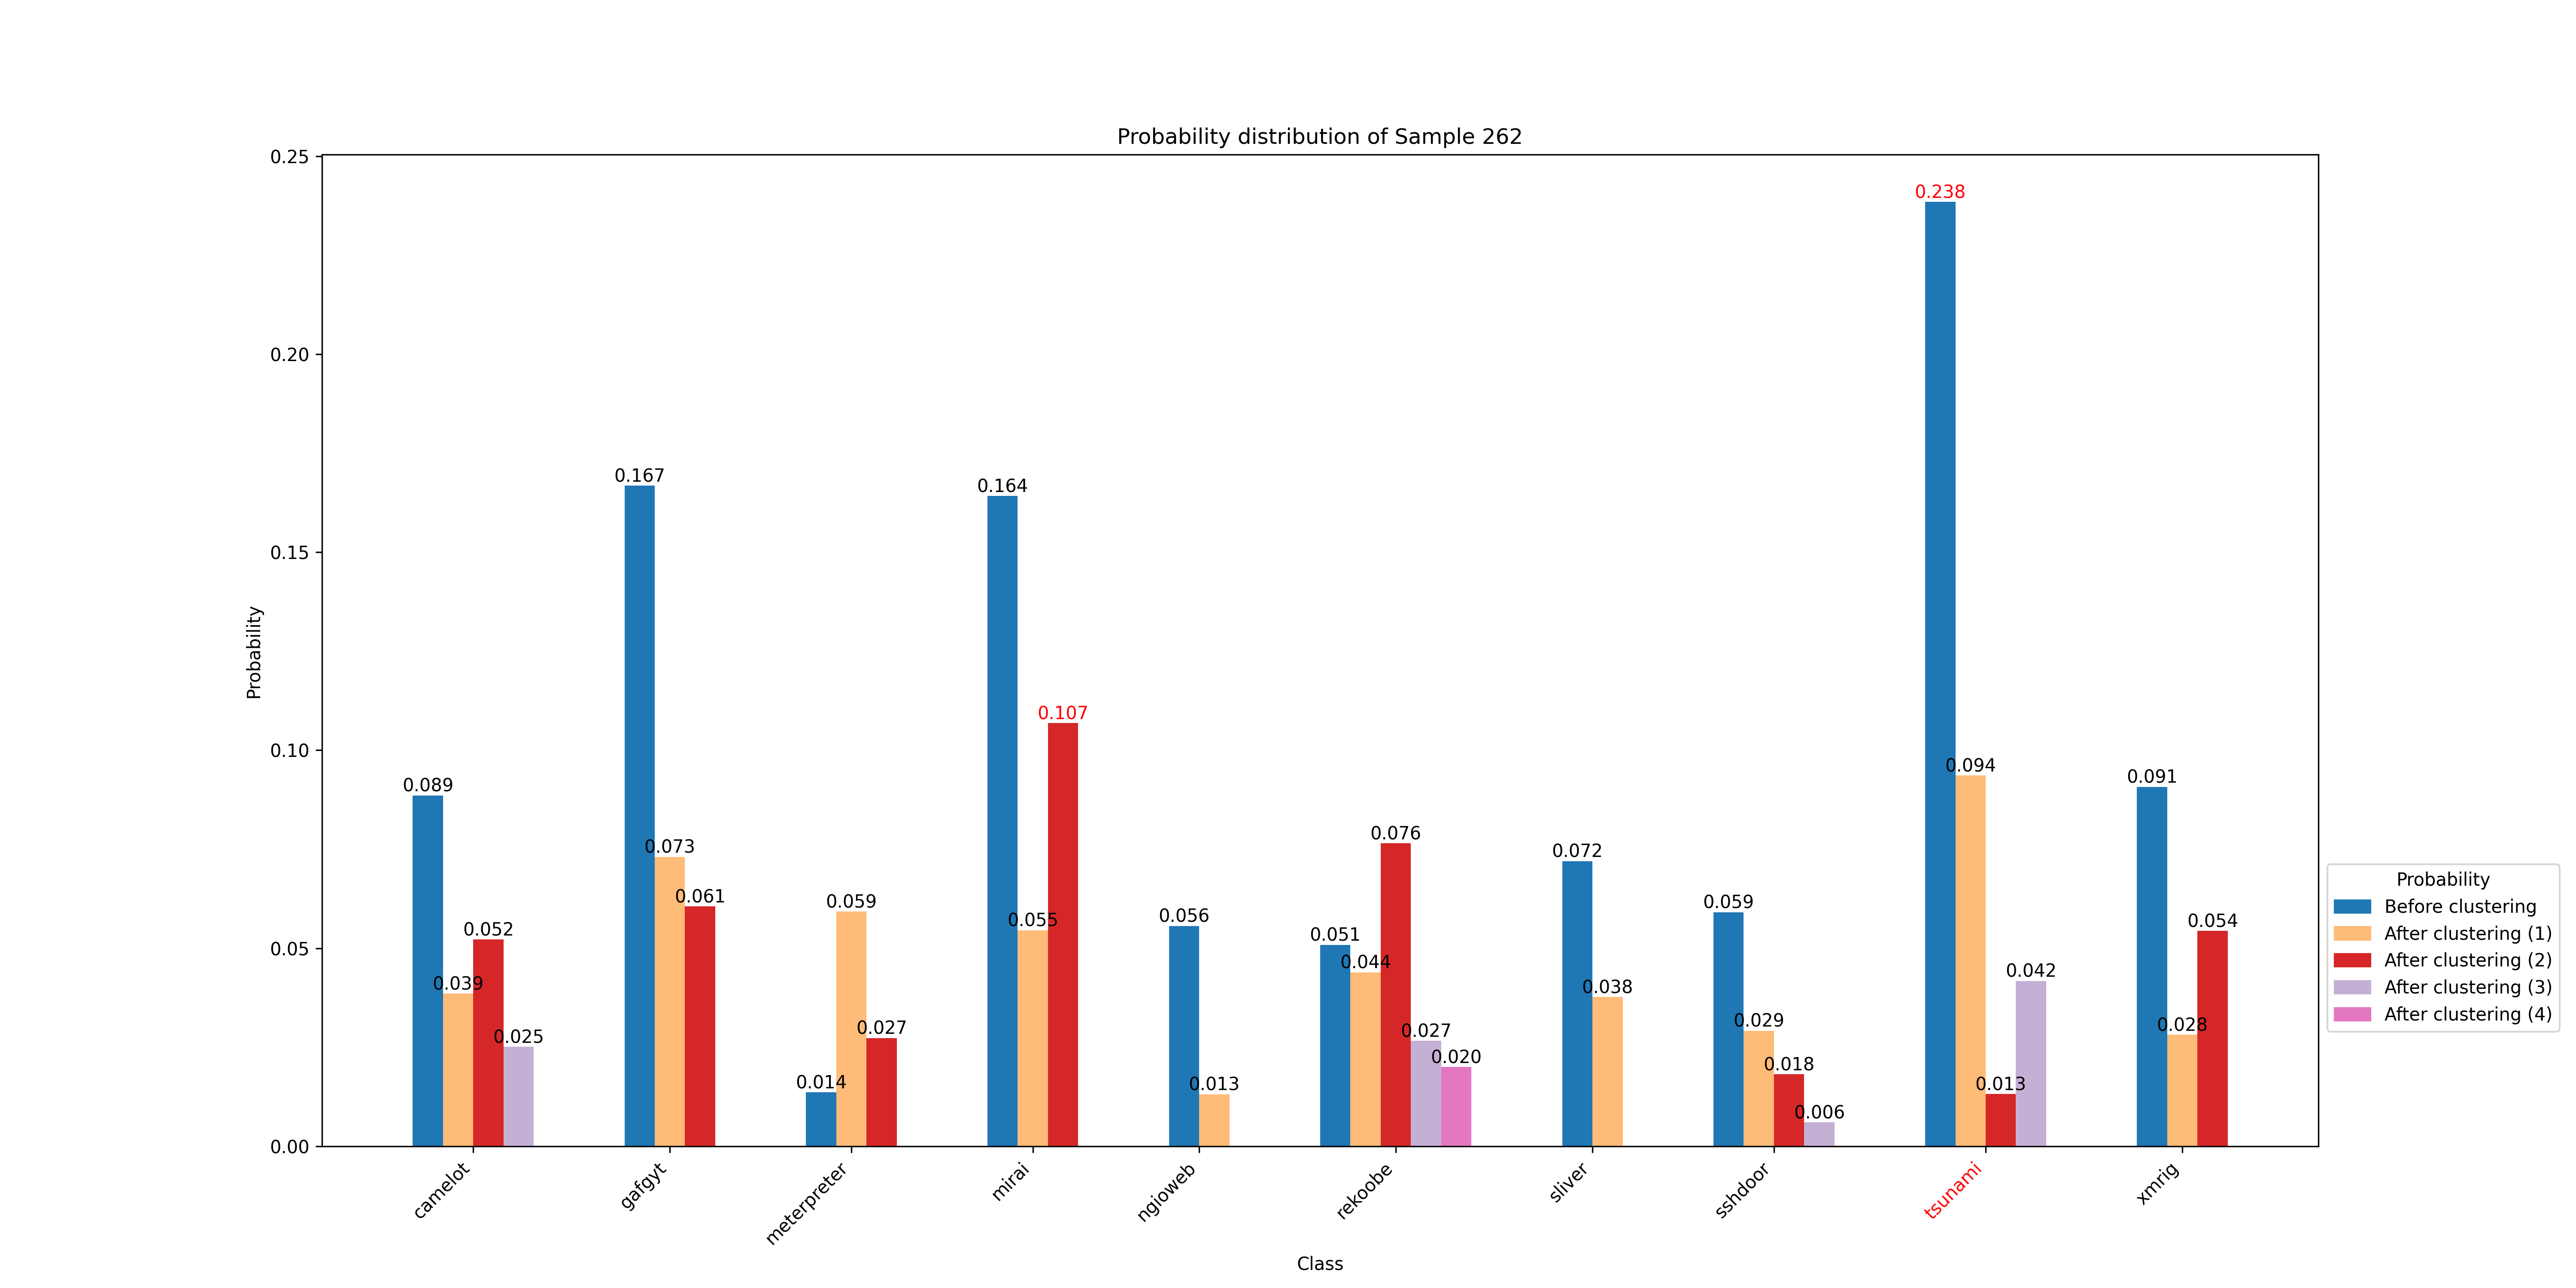 Probability distribution of Sample 262
Probability
0.25
0.20
0.15
0.10
0.05
0.00
0.089
0.039
0.052
0.025
0.167
0.073
0.061
0.014
0.059
0.027
0.164
0.055
0.107
0.056
0.013
0.051
0.044
0.076
0.027
0.020
0.072
0.038
0.059
0.029
0.018
0.006
0.238
0.094
0.013
0.042
0.091
0.028
0.054
camelot
gafgyt
meterpreter
mirai
ngioweb
rekoobe
sliver
sshdoor
tsunami
xmrig
Class
Probability
Before clustering
After clustering (1)
After clustering (2)
After clustering (3)
After clustering (4)